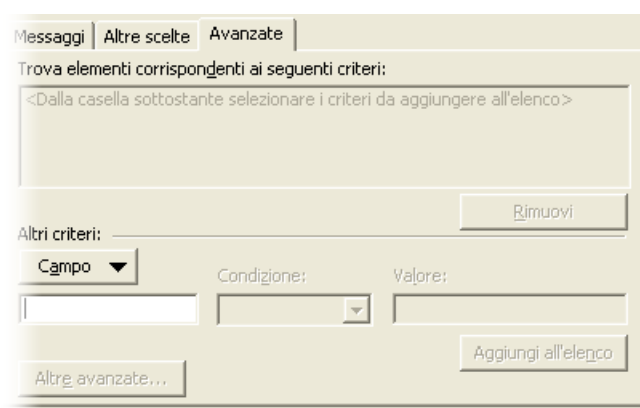 Messaggi Altre scelte Avanzate
Trova elementi corrispondenti ai seguenti criteri:
<Dalla casella sottostante selezionare i criteri da aggiungere all'elenco>
Rimuovi
Altri criteri:
Campo Condizione: Valore:
Aggiungi all'elenco
Altre avanzate...